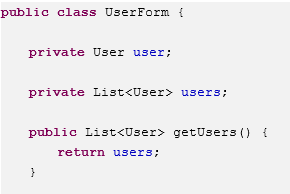 public class UserForm {
private User user;
private List<User> users;
public List<User> getUsers() {
return users;
}